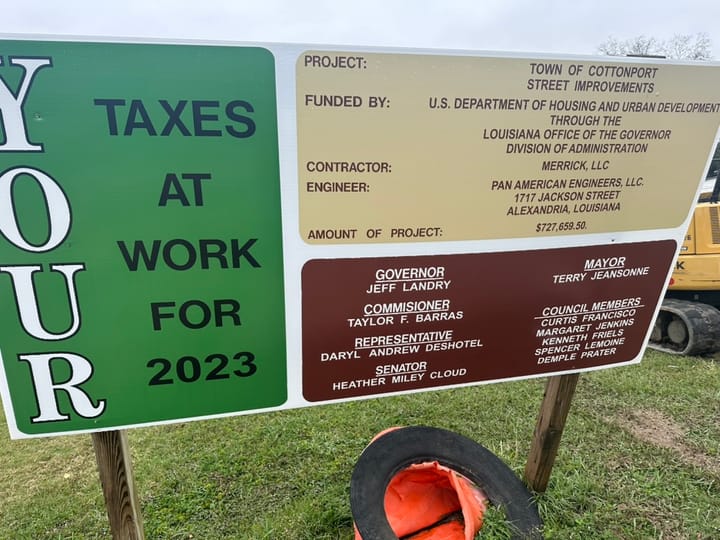 YOUR
TAXES
AT
WORK
FOR
2023
PROJECT:
TOWN OF COTTONPORT
STREET IMPROVEMENTS
FUNDED BY:
U.S. DEPARTMENT OF HOUSING AND URBAN DEVELOPMENT
THROUGH THE
LOUISIANA OFFICE OF THE GOVERNOR
DIVISION OF ADMINISTRATION
CONTRACTOR:
MERRICK, LLC
ENGINEER:
PAN AMERICAN ENGINEERS, LLC.
1717 JACKSON STREET
ALEXANDRIA, LOUISIANA
AMOUNT OF PROJECT:
$727,659.50.
GOVERNOR
JEFF LANDRY
COMMISIONER
TAYLOR F. BARRAS
REPRESENTATIVE
DARYL ANDREW DESHOTEL
SENATOR
HEATHER MILEY CLOUD
MAYOR
TERRY JEANSONNE
COUNCIL MEMBERS
CURTIS FRANCISCO
MARGARET JENKINS
KENNETH FRIELS
SPENCER LEMOINE
DEMPLE PRATER